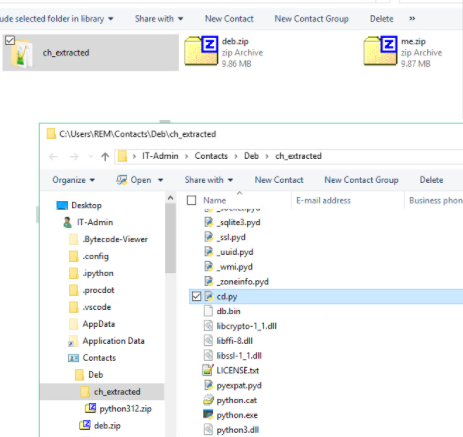 ude selected folder in library ▾ Share with ▾ New Contact New Contact Group Delete »
ch_extracted
deb.zip
zip Archive
9.86 MB
me.zip
zip Archive
9.87 MB
C:\Users\REM\Contacts\Deb\ch_extracted
IT-Admin > Contacts > Deb > ch_extracted
Organize ▾ Open ▾ Share with ▾ New Contact New Contact Group Delete
Name E-mail address Business phon
Desktop
IT-Admin
.Bytecode-Viewer
.config
.ipython
.procdot
.vscode
AppData
Application Data
Contacts
Deb
ch_extracted
python312.zip
deb.zip
_sqlite3.pyd
_ssl.pyd
_uuid.pyd
_wmi.pyd
_zoneinfo.pyd
cd.py
db.bin
libcrypto-1_1.dll
libffi-8.dll
libssl-1_1.dll
LICENSE.txt
pyexpat.pyd
python.cat
python.exe
python3.dll